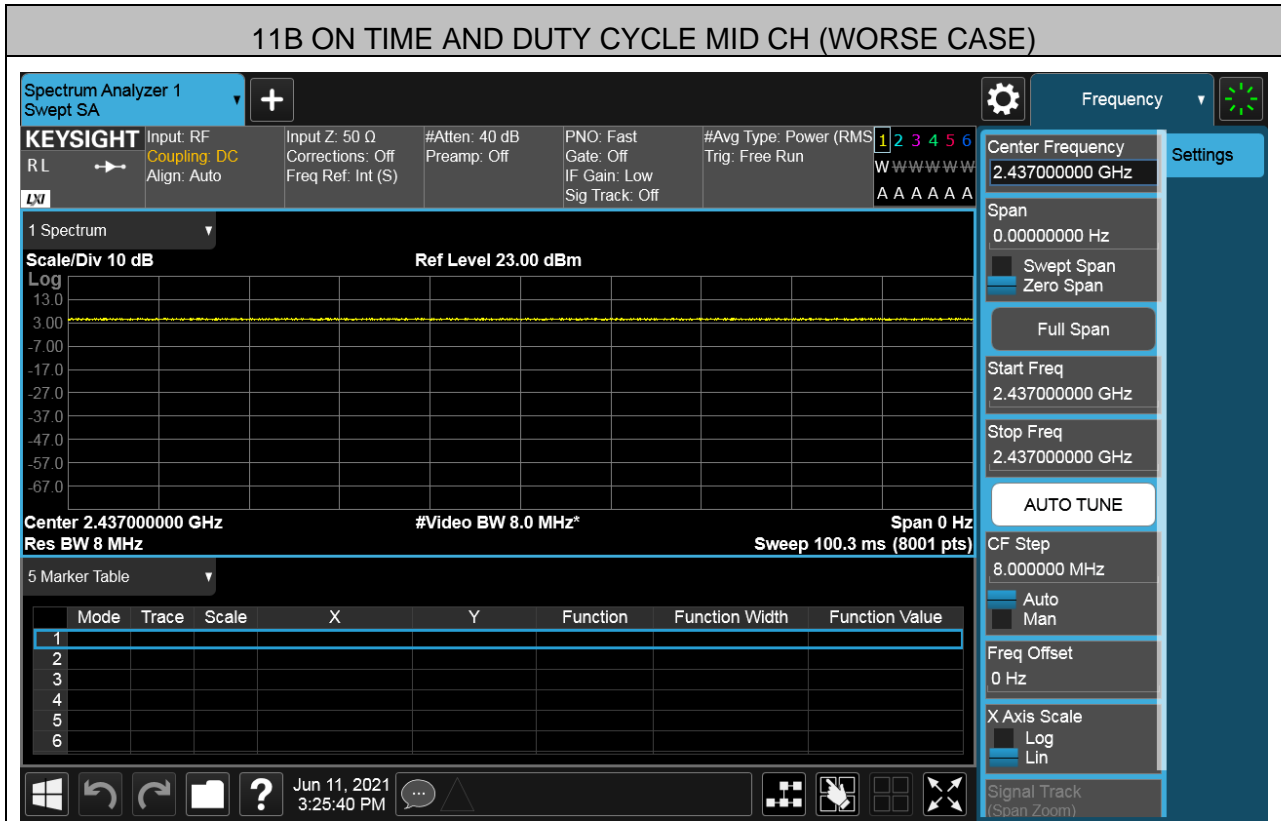 11B ON TIME AND DUTY CYCLE MID CH (WORSE CASE)
Spectrum Analyzer 1
Swept SA
+
Frequency
KEYSIGHT
RL
LXI
Input: RF
Coupling: DC
Align: Auto
Input Z: 50 Ω
Corrections: Off
Freq Ref: Int (S)
#Atten: 40 dB
Preamp: Off
PNO: Fast
Gate: Off
IF Gain: Low
Sig Track: Off
#Avg Type: Power (RMS
Trig: Free Run
1 2 3 4 5 6
W W W W W W
A A A A A A
1 Spectrum
Scale/Div 10 dB
Ref Level 23.00 dBm
Log
13.0
3.00
-7.00
-17.0
-27.0
-37.0
-47.0
-57.0
-67.0
Center 2.437000000 GHz
#Video BW 8.0 MHz*
Span 0 Hz
Res BW 8 MHz
Sweep 100.3 ms (8001 pts)
5 Marker Table
Mode Trace Scale X Y Function Function Width Function Value
1
2
3
4
5
6
Center Frequency
2.437000000 GHz
Settings
Span
0.00000000 Hz
Swept Span
Zero Span
Full Span
Start Freq
2.437000000 GHz
Stop Freq
2.437000000 GHz
AUTO TUNE
CF Step
8.000000 MHz
Auto
Man
Freq Offset
0 Hz
X Axis Scale
Log
Lin
Signal Track
(Span Zoom)
?
Jun 11, 2021
3:25:40 PM